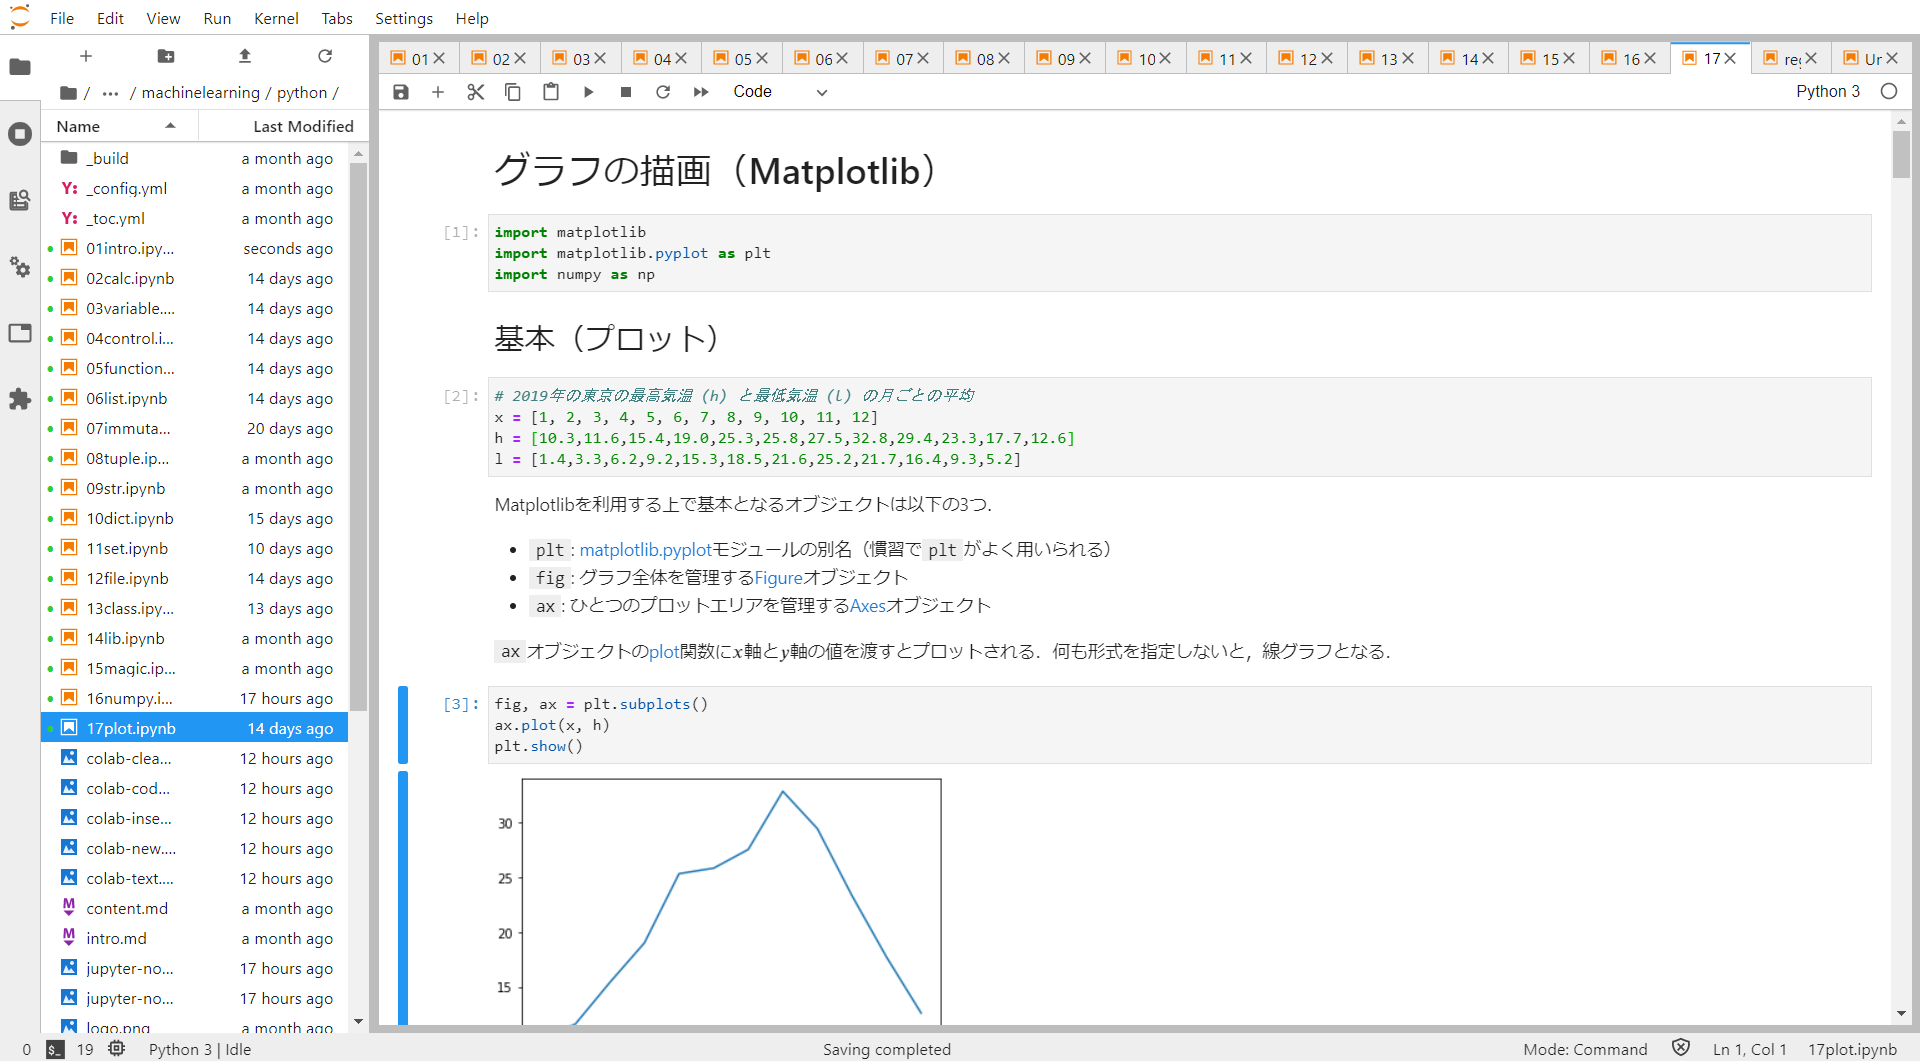 File Edit View Run Kernel Tabs Settings Help
/ ··· / machinelearning / python /
Name Last Modified
_build a month ago
Y: _config.yml a month ago
Y: _toc.yml a month ago
01intro.ipy... seconds ago
02calc.ipynb 14 days ago
03variable.... 14 days ago
04control.i... 14 days ago
05function... 14 days ago
06list.ipynb 14 days ago
07immuta... 20 days ago
08tuple.ip... a month ago
09str.ipynb a month ago
10dict.ipynb 15 days ago
11set.ipynb 10 days ago
12file.ipynb 14 days ago
13class.ipy... 13 days ago
14lib.ipynb a month ago
15magic.ip... a month ago
16numpy.i... 17 hours ago
17plot.ipynb 14 days ago
colab-clea... 12 hours ago
colab-cod... 12 hours ago
colab-inse... 12 hours ago
colab-new.... 12 hours ago
colab-text.... 12 hours ago
M content.md a month ago
M intro.md a month ago
jupyter-no... 17 hours ago
jupyter-no... 17 hours ago
logo.png a month ago
01 02 03 04 05 06 07 08 09 10 11 12 13 14 15 16 17 reg Ur
Code Python 3
グラフの描画（Matplotlib）
[1]: import matplotlib
import matplotlib.pyplot as plt
import numpy as np
基本（プロット）
[2]: # 2019年の東京の最高気温 (h) と最低気温 (l) の月ごとの平均
x = [1, 2, 3, 4, 5, 6, 7, 8, 9, 10, 11, 12]
h = [10.3,11.6,15.4,19.0,25.3,25.8,27.5,32.8,29.4,23.3,17.7,12.6]
l = [1.4,3.3,6.2,9.2,15.3,18.5,21.6,25.2,21.7,16.4,9.3,5.2]
Matplotlibを利用する上で基本となるオブジェクトは以下の3つ．
• plt : matplotlib.pyplotモジュールの別名（慣習で plt がよく用いられる）
• fig : グラフ全体を管理するFigureオブジェクト
• ax : ひとつのプロットエリアを管理するAxesオブジェクト
ax オブジェクトのplot関数にx軸とy軸の値を渡すとプロットされる．何も形式を指定しないと，線グラフとなる．
[3]: fig, ax = plt.subplots()
ax.plot(x, h)
plt.show()
30
25
20
15
0 $_ 19 Python 3 | Idle Saving completed Mode: Command Ln 1, Col 1 17plot.ipynb